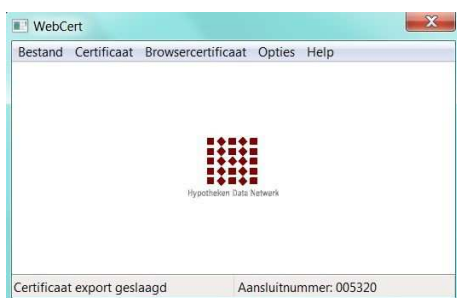 WebCert
Bestand Certificaat Browsercertificaat Opties Help
Hypotheken Data Netwerk
Certificaat export geslaagd Aansluitnummer: 005320